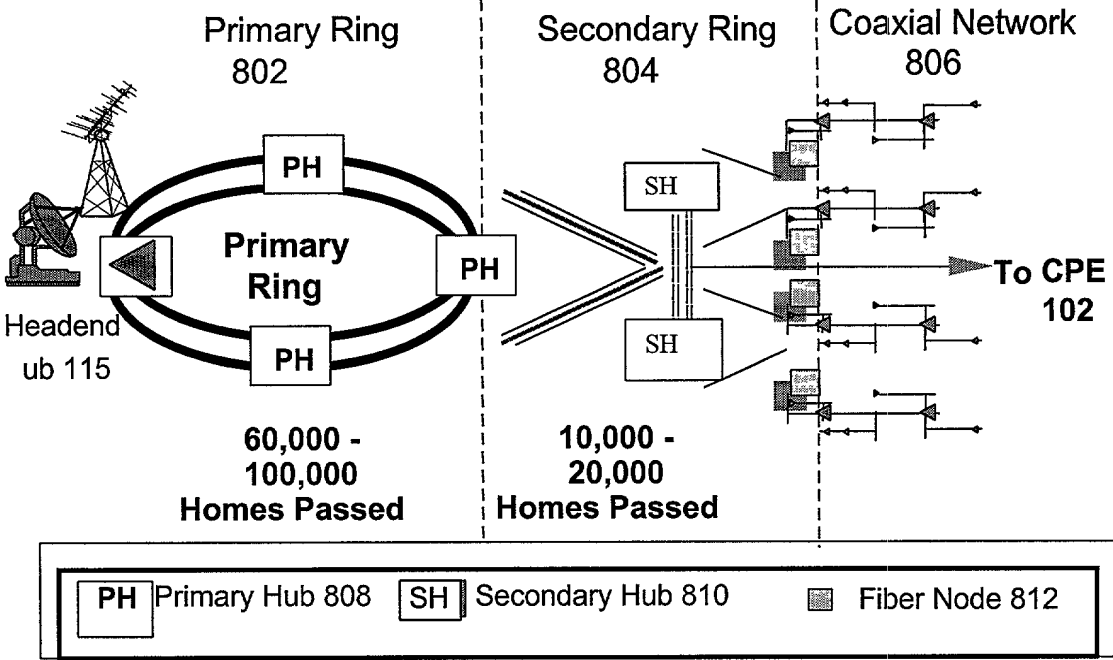 Primary Ring
802
Secondary Ring
804
Coaxial Network
806
PH
SH
Primary
Ring
PH
To CPE
102
Headend
ub 115
PH
SH
60,000 -
100,000
Homes Passed
10,000 -
20,000
Homes Passed
PH Primary Hub 808
SH Secondary Hub 810
Fiber Node 812